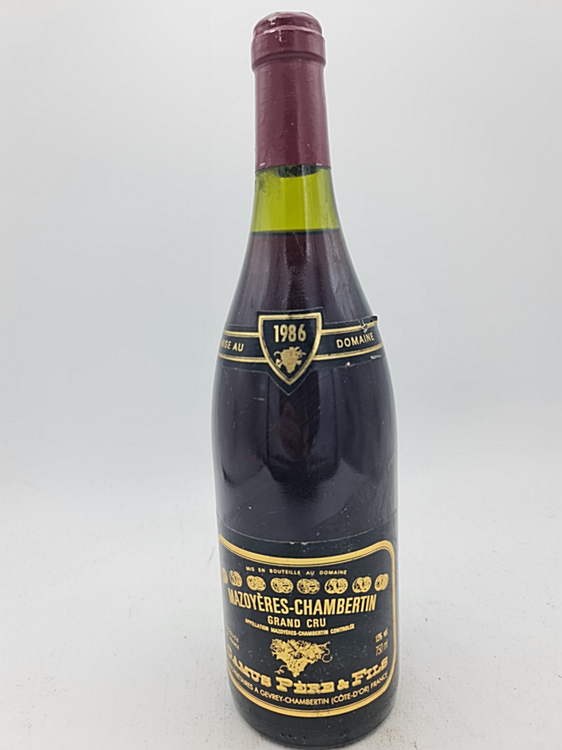 1986
MISE AU DOMAINE
MIS EN BOUTEILLE AU DOMAINE
MAZOYÈRES-CHAMBERTIN
GRAND CRU
APPELLATION MAZOYÈRES-CHAMBERTIN CONTRÔLÉE
750 ml
CAMUS PÈRE & FILS
A GEVREY-CHAMBERTIN (CÔTE-D'OR) FRANCE